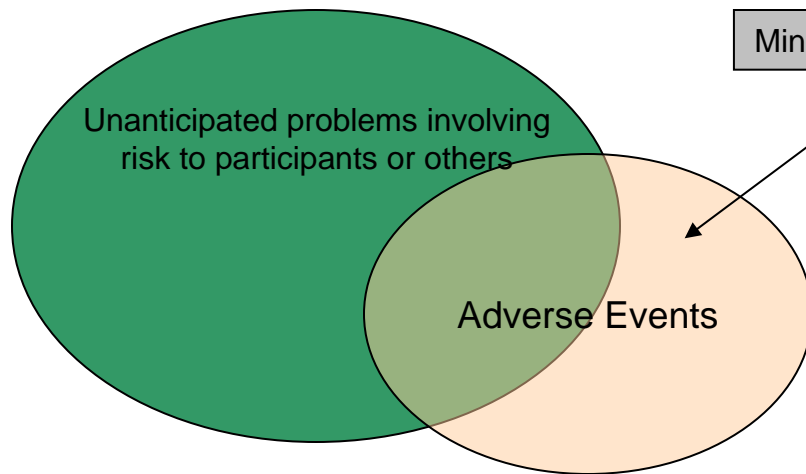 Min
Unanticipated problems involving
risk to participants or others
Adverse Events